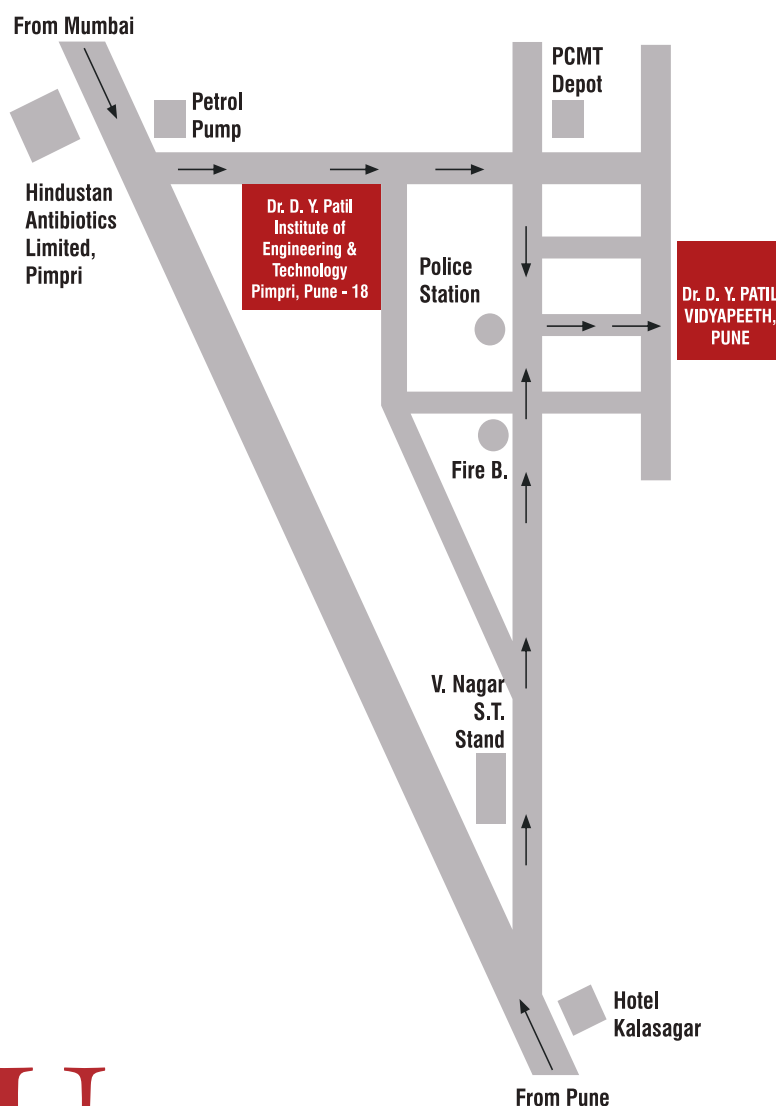 From Mumbai
PCMT
Depot
Petrol
Pump
Hindustan
Antibiotics
Limited,
Pimpri
Dr. D. Y. Patil
Institute of
Engineering &
Technology
Pimpri, Pune - 18
Police
Station
Dr. D. Y. PATIL
VIDYAPEETH,
PUNE
Fire B.
V. Nagar
S.T.
Stand
Hotel
Kalasagar
From Pune